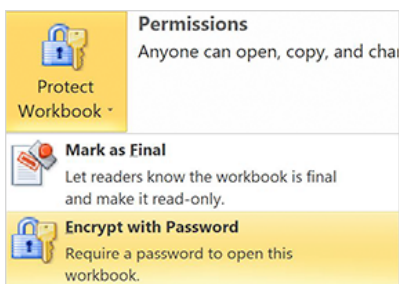 Permissions
Anyone can open, copy, and
Protect
Workbook
Mark as Final
Let readers know the workbook is final
and make it read-only.
Encrypt with Password
Require a password to open this
workbook.